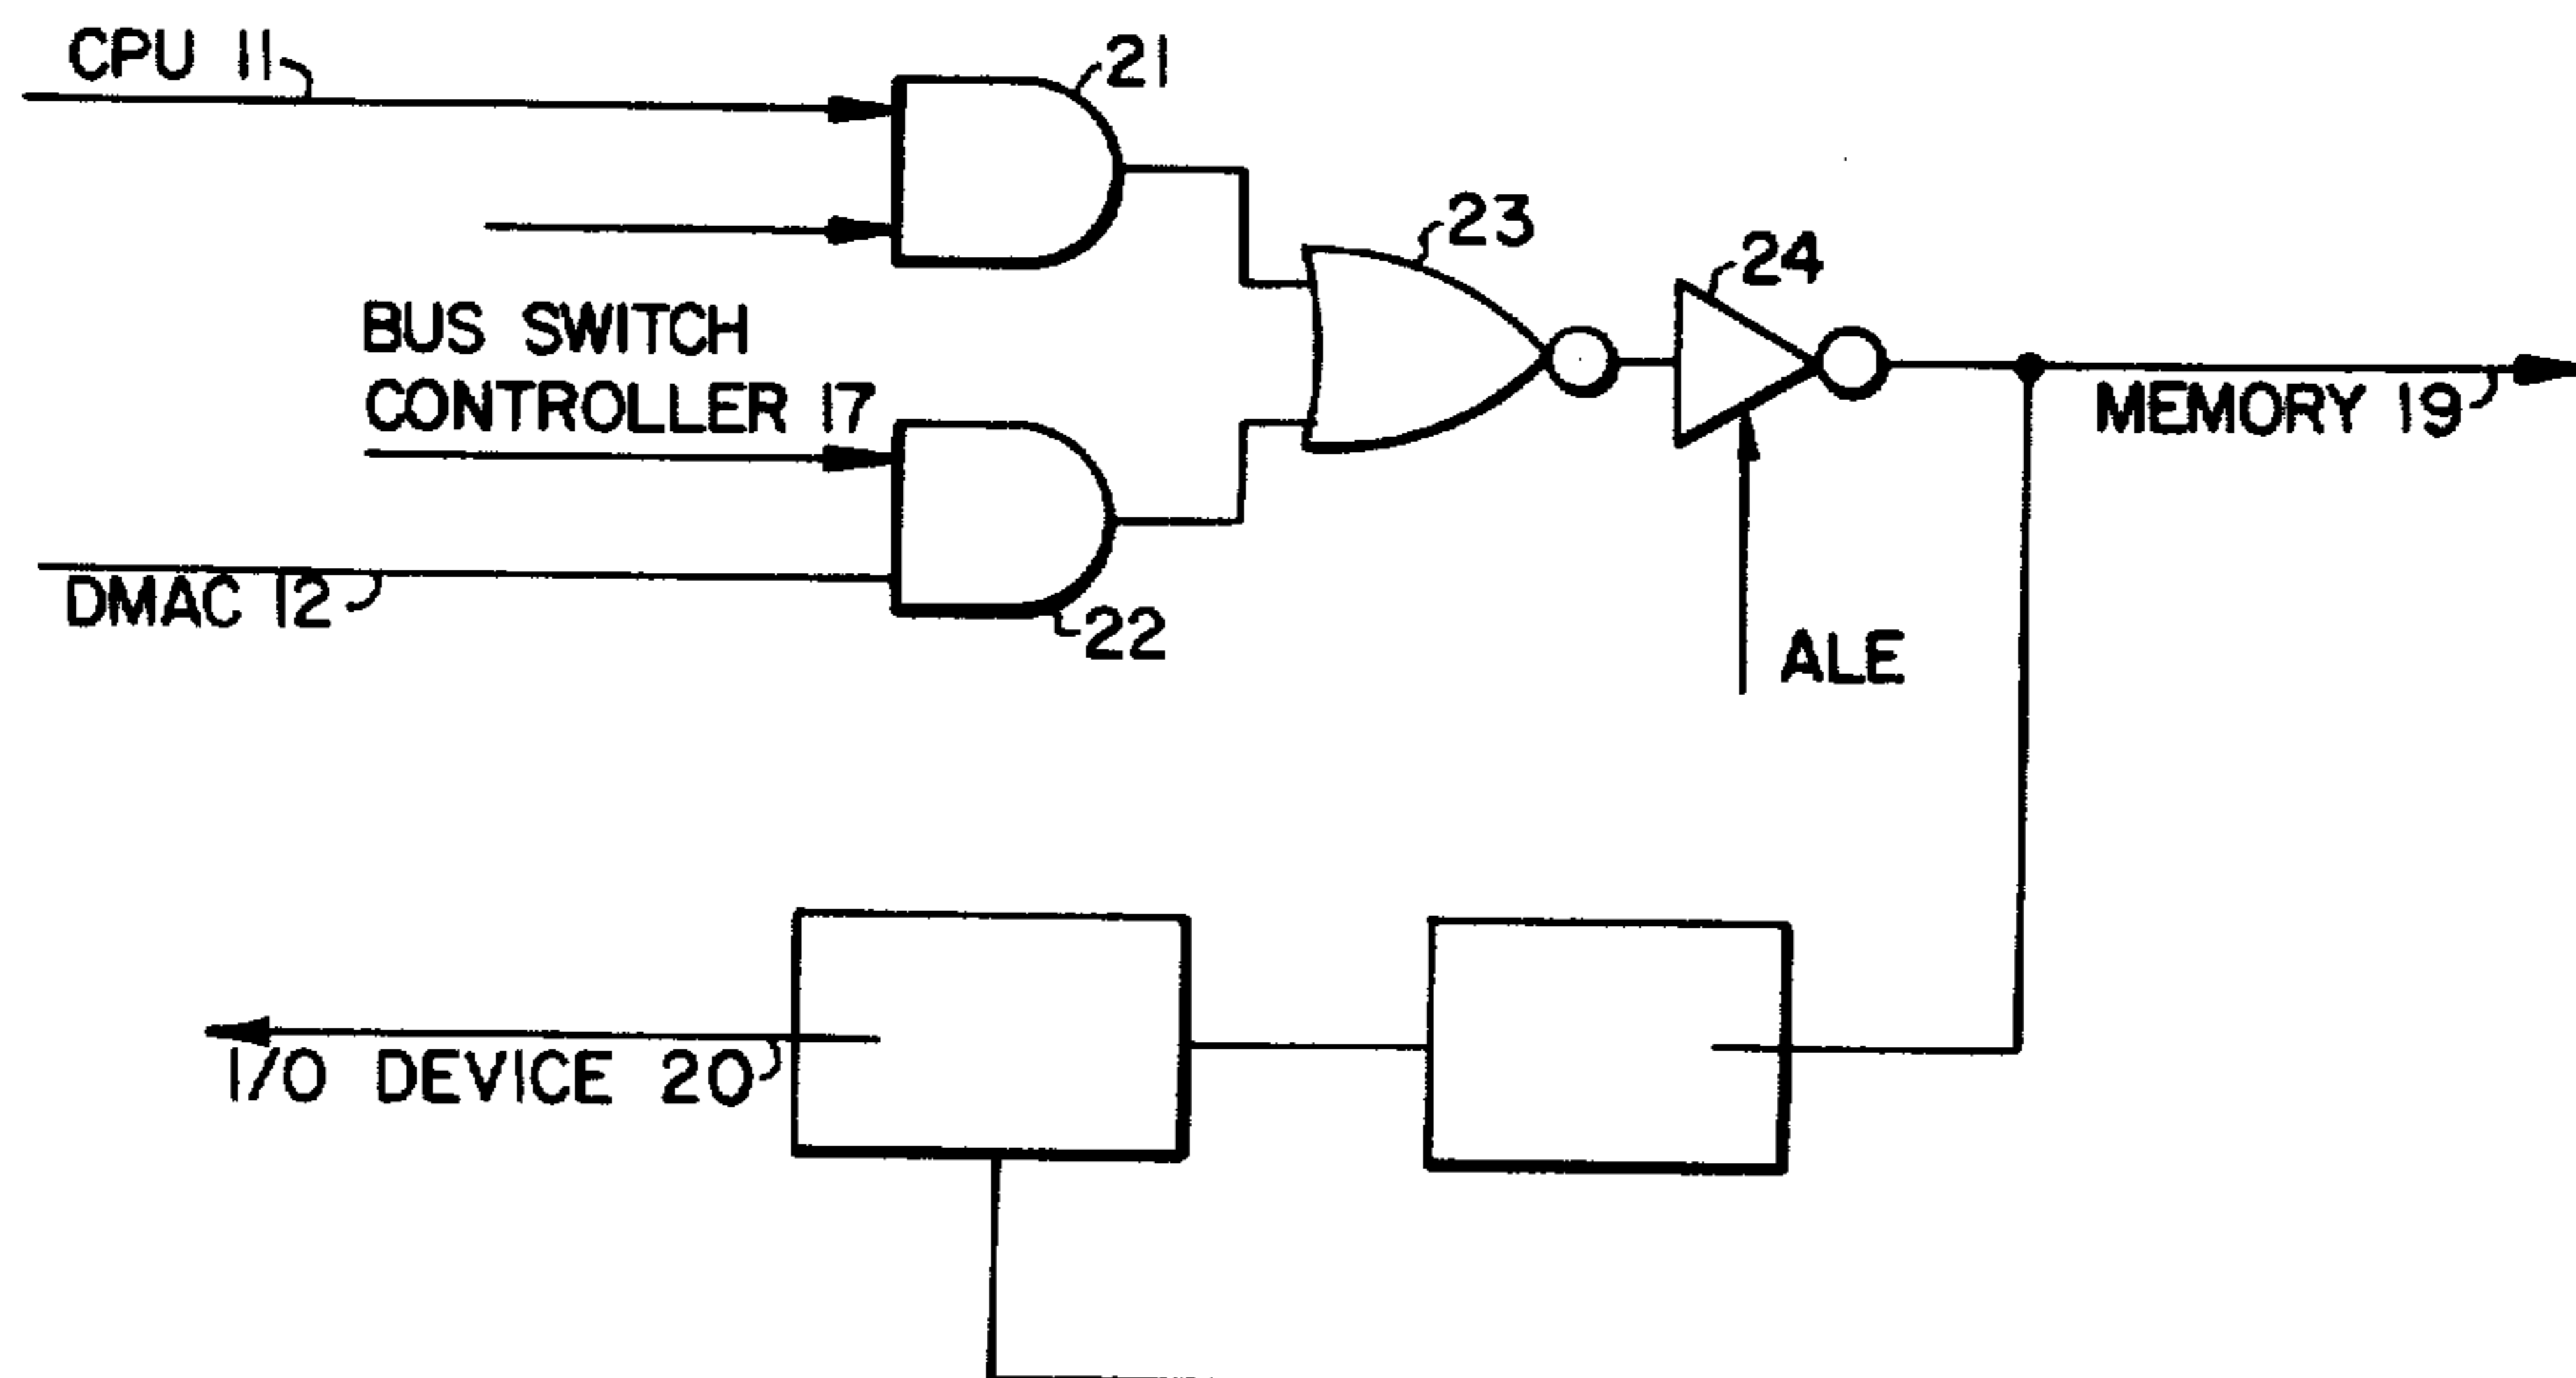 CPU 11
21
23
24
BUS SWITCH
CONTROLLER 17
MEMORY 19
DMAC 12
22
ALE
I/O DEVICE 20